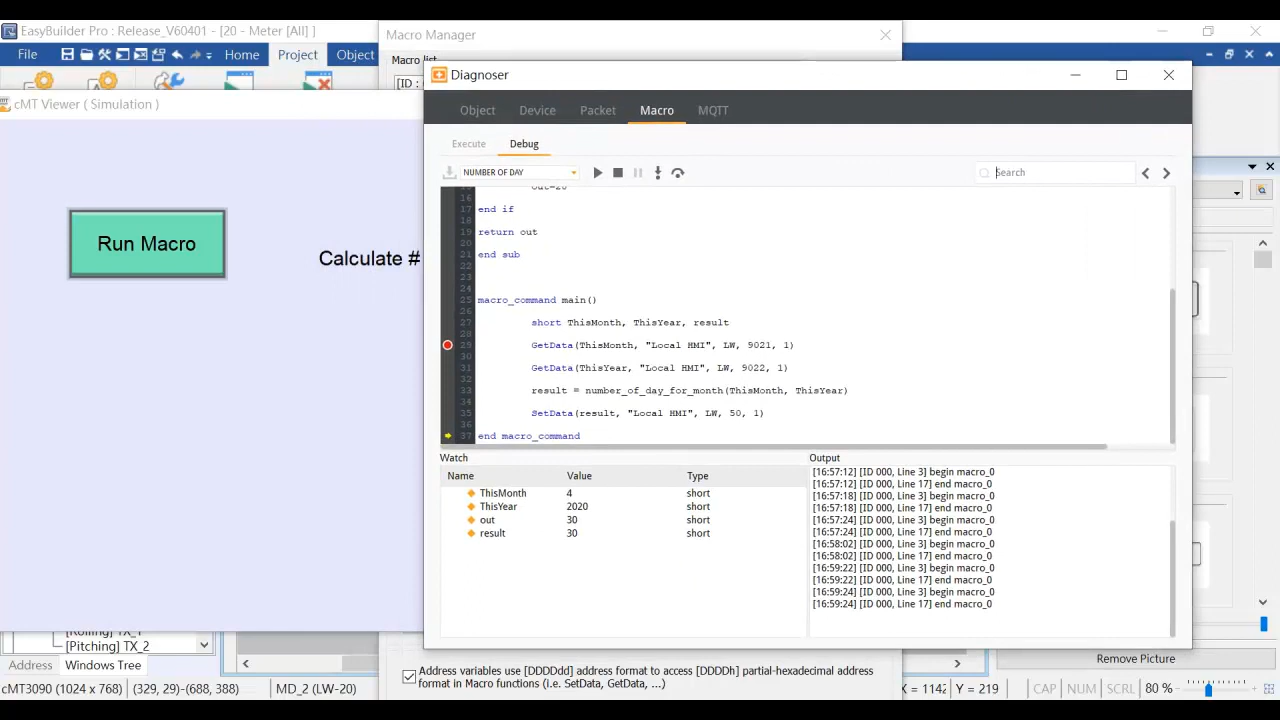 EasyBuilder Pro : Release_V60401 - [20 - Meter [All] ]
File
Home
Project
Object
Macro Manager
Macro list
[ID :
cMT Viewer ( Simulation )
Run Macro
Calculate #
Diagnoser
Object
Device
Packet
Macro
MQTT
Execute
Debug
NUMBER OF DAY
Search
16
17 end if
18
19 return out
20
21 end sub
22
23
24
25 macro_command main()
26
27 short ThisMonth, ThisYear, result
28
29 GetData(ThisMonth, "Local HMI", LW, 9021, 1)
30
31 GetData(ThisYear, "Local HMI", LW, 9022, 1)
32
33 result = number_of_day_for_month(ThisMonth, ThisYear)
34
35 SetData(result, "Local HMI", LW, 50, 1)
36
37 end macro_command
Watch
Name Value Type
ThisMonth 4 short
ThisYear 2020 short
out 30 short
result 30 short
Output
[16:57:12] [ID 000, Line 3] begin macro_0
[16:57:12] [ID 000, Line 17] end macro_0
[16:57:18] [ID 000, Line 3] begin macro_0
[16:57:18] [ID 000, Line 17] end macro_0
[16:57:24] [ID 000, Line 3] begin macro_0
[16:57:24] [ID 000, Line 17] end macro_0
[16:58:02] [ID 000, Line 3] begin macro_0
[16:58:02] [ID 000, Line 17] end macro_0
[16:59:22] [ID 000, Line 3] begin macro_0
[16:59:22] [ID 000, Line 17] end macro_0
[16:59:24] [ID 000, Line 3] begin macro_0
[16:59:24] [ID 000, Line 17] end macro_0
[Rolling] TX_1
[Pitching] TX_2
Address
Windows Tree
Address variables use [DDDDdd] address format to access [DDDDh] partial-hexadecimal address
format in Macro functions (i.e. SetData, GetData, ...)
Remove Picture
cMT3090 (1024 x 768)
(329, 29)-(688, 388)
MD_2 (LW-20)
X = 1142
Y = 219
CAP
NUM
SCRL
80 %